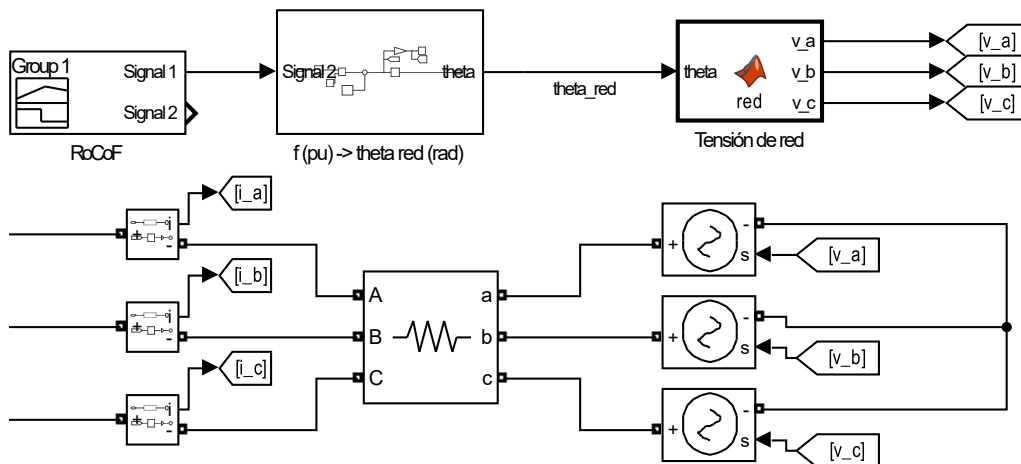 Group 1
Signal 1
Signal 2
RoCoF
Signal 2
theta
f (pu) -> theta red (rad)
theta_red
theta
red
v_a
v_b
v_c
Tensión de red
[v_a]
[v_b]
[v_c]
[i_a]
i
+
-
[i_b]
i
+
-
[i_c]
i
+
-
A
B
C
a
b
c
+
-
s
[v_a]
+
-
s
[v_b]
+
-
s
[v_c]